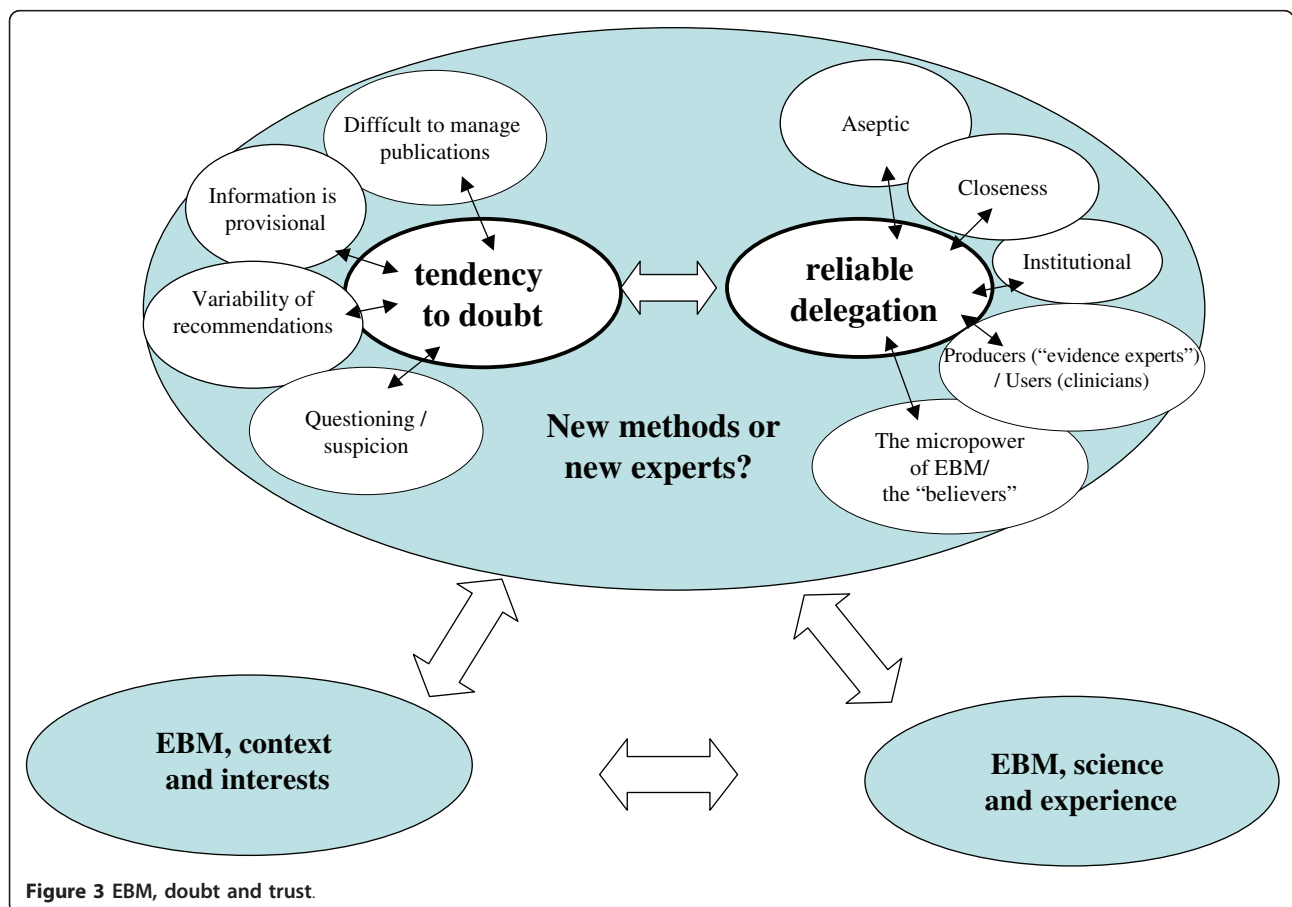 Diffícult to manage
publications
Information is
provisional
Variability of
recommendations
Questioning /
suspicion
tendency
to doubt
Aseptic
Closeness
Institutional
Producers (“evidence experts”)
/ Users (clinicians)
The micropower
of EBM/
the “believers”
reliable
delegation
New methods or
new experts?
EBM, context
and interests
EBM, science
and experience
Figure 3 EBM, doubt and trust.